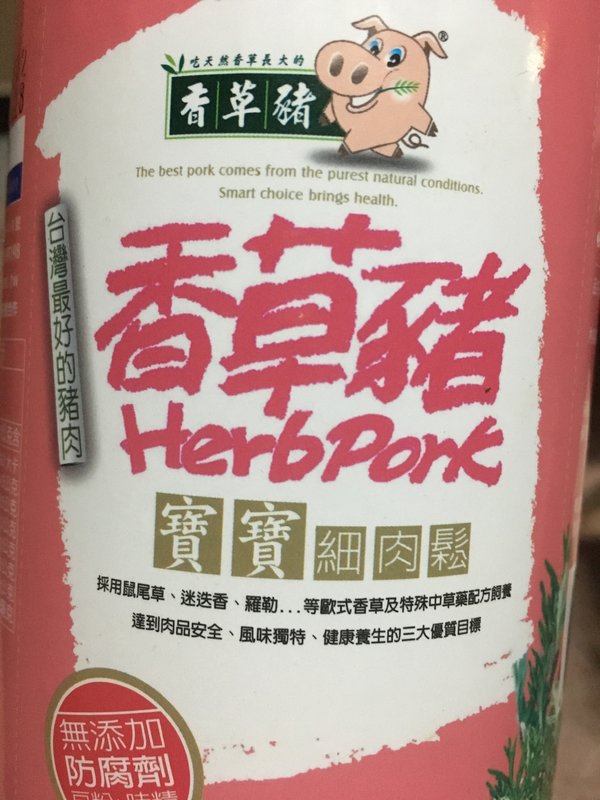 吃天然香草長大的
香草豬
®
The best pork comes from the purest natural conditions.
Smart choice brings health.
台灣最好的豬肉
香草豬
HerbPork
寶寶細肉鬆
採用鼠尾草、迷迭香、羅勒...等歐式香草及特殊中草藥配方飼養
達到肉品安全、風味獨特、健康養生的三大優質目標
無添加
防腐劑
豆粉、味精